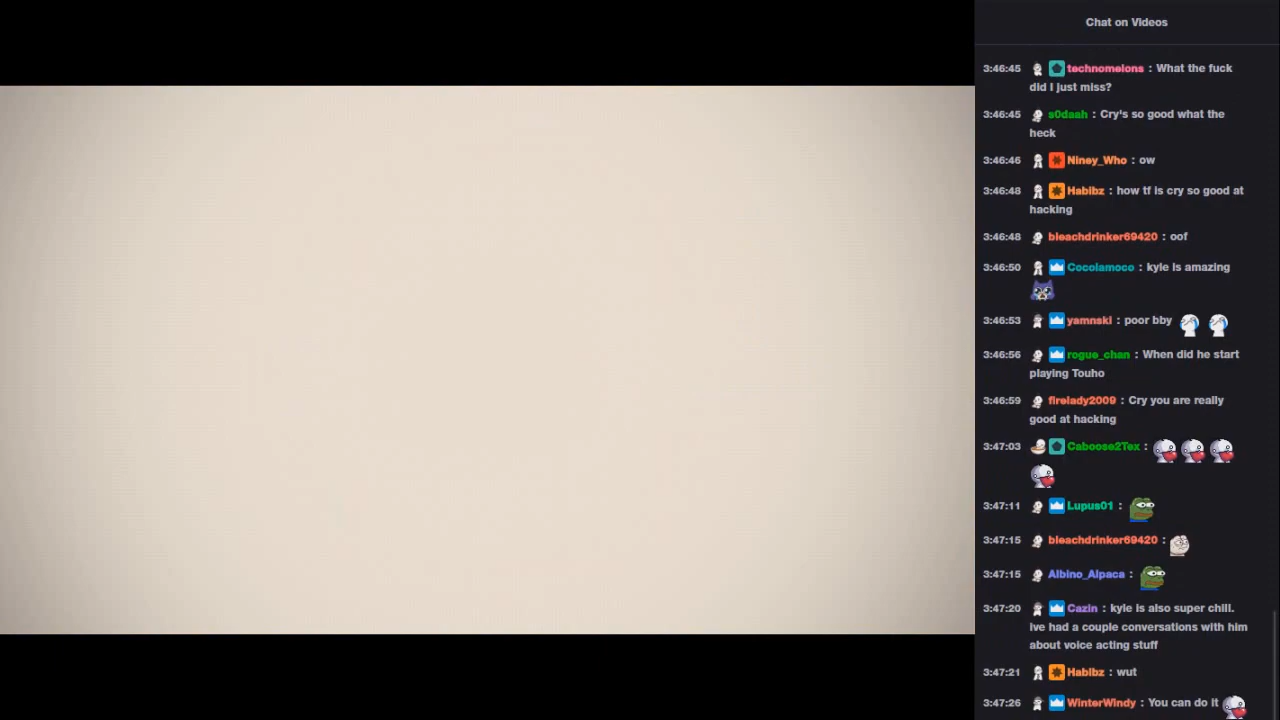 Chat on Videos
3:46:45 technomelons : What the fuck
did I just miss?
3:46:45 s0daah : Cry's so good what the
heck
3:46:46 Niney_Who : ow
3:46:48 Habibz : how tf is cry so good at
hacking
3:46:48 bleachdrinker69420 : oof
3:46:50 Cocolamoco : kyle is amazing
3:46:53 yamnski : poor bby
3:46:56 rogue_chan : When did he start
playing Touho
3:46:59 firelady2009 : Cry you are really
good at hacking
3:47:03 Caboose2Tex :
3:47:11 Lupus01 :
3:47:15 bleachdrinker69420 :
3:47:15 Albino_Alpaca :
3:47:20 Cazin : kyle is also super chill.
ive had a couple conversations with him
about voice acting stuff
3:47:21 Habibz : wut
3:47:26 WinterWindy : You can do it